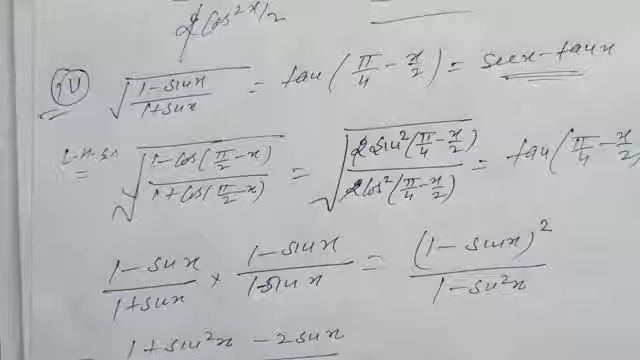 2 cos²x/2
(iv) √((1-sinx)/(1+sinx)) = tan(π/4 - x/2) = secx-tanx
L-H-S= √((1-cos(π/2-x))/(1+cos(π/2-x))) = √((2sin²(π/4-x/2))/(2cos²(π/4-x/2))) = tan(π/4-x/2)
(1-sinx)/(1+sinx) × (1-sinx)/(1-sinx) = (1-sinx)²/(1-sin²x)
1+sin²x-2sinx